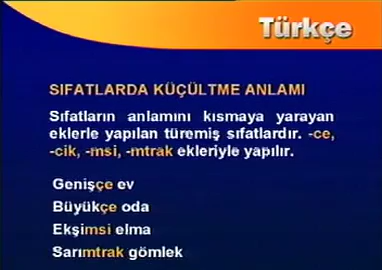 Türkçe
SIFATLARDA KÜÇÜLTME ANLAMI
Sıfatların anlamını kısmaya yarayan
eklerle yapılan türemiş sıfatlardır. -ce,
-cik, -msi, -mtrak ekleriyle yapılır.
Genişçe ev
Büyükçe oda
Ekşimsi elma
Sarımtrak gömlek